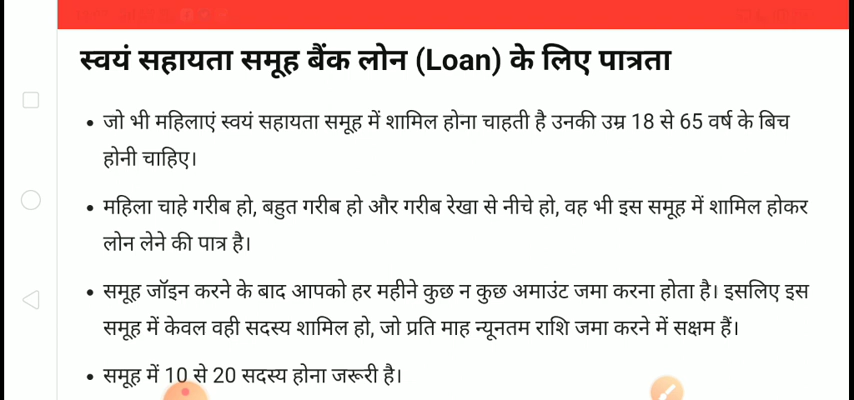 स्वयं सहायता समूह बैंक लोन (Loan) के लिए पात्रता
• जो भी महिलाएं स्वयं सहायता समूह में शामिल होना चाहती है उनकी उम्र 18 से 65 वर्ष के बिच
होनी चाहिए।
• महिला चाहे गरीब हो, बहुत गरीब हो और गरीब रेखा से नीचे हो, वह भी इस समूह में शामिल होकर
लोन लेने की पात्र है।
• समूह जॉइन करने के बाद आपको हर महीने कुछ न कुछ अमाउंट जमा करना होता है। इसलिए इस
समूह में केवल वही सदस्य शामिल हो, जो प्रति माह न्यूनतम राशि जमा करने में सक्षम हैं।
• समूह में 10 से 20 सदस्य होना जरूरी है।